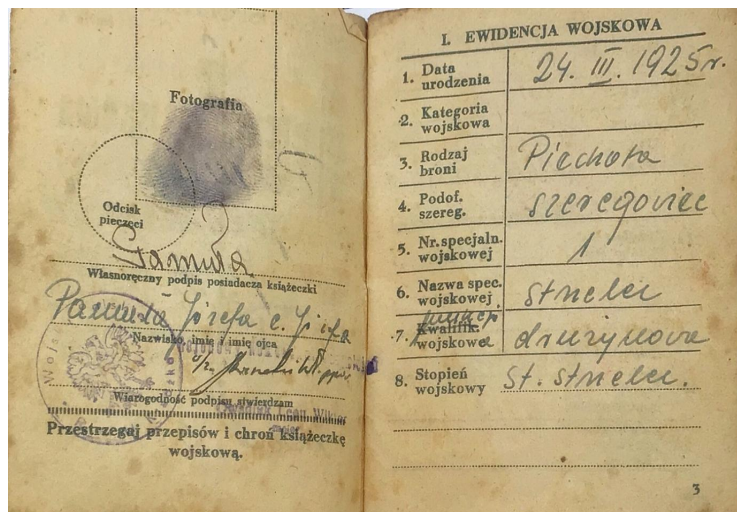 Fotografia
Odcisk
pieczęci
Własnoręczny podpis posiadacza książeczki
Józefa c. Józefa
Nazwisko, imię i imię ojca
Wiarogodność podpisu stwierdzam
Przestrzegaj przepisów i chroń książeczkę
wojskową.
I. EWIDENCJA WOJSKOWA
1. Data urodzenia 24. III. 1925 r.
2. Kategoria wojskowa
3. Rodzaj broni Piechota
4. Podof. szereg. szeregowiec
5. Nr. specjaln. wojskowej 1
6. Nazwa spec. wojskowej strzelec
7. Kwalifik. wojskowe drużynowa
8. Stopień wojskowy St. strzelec.
3